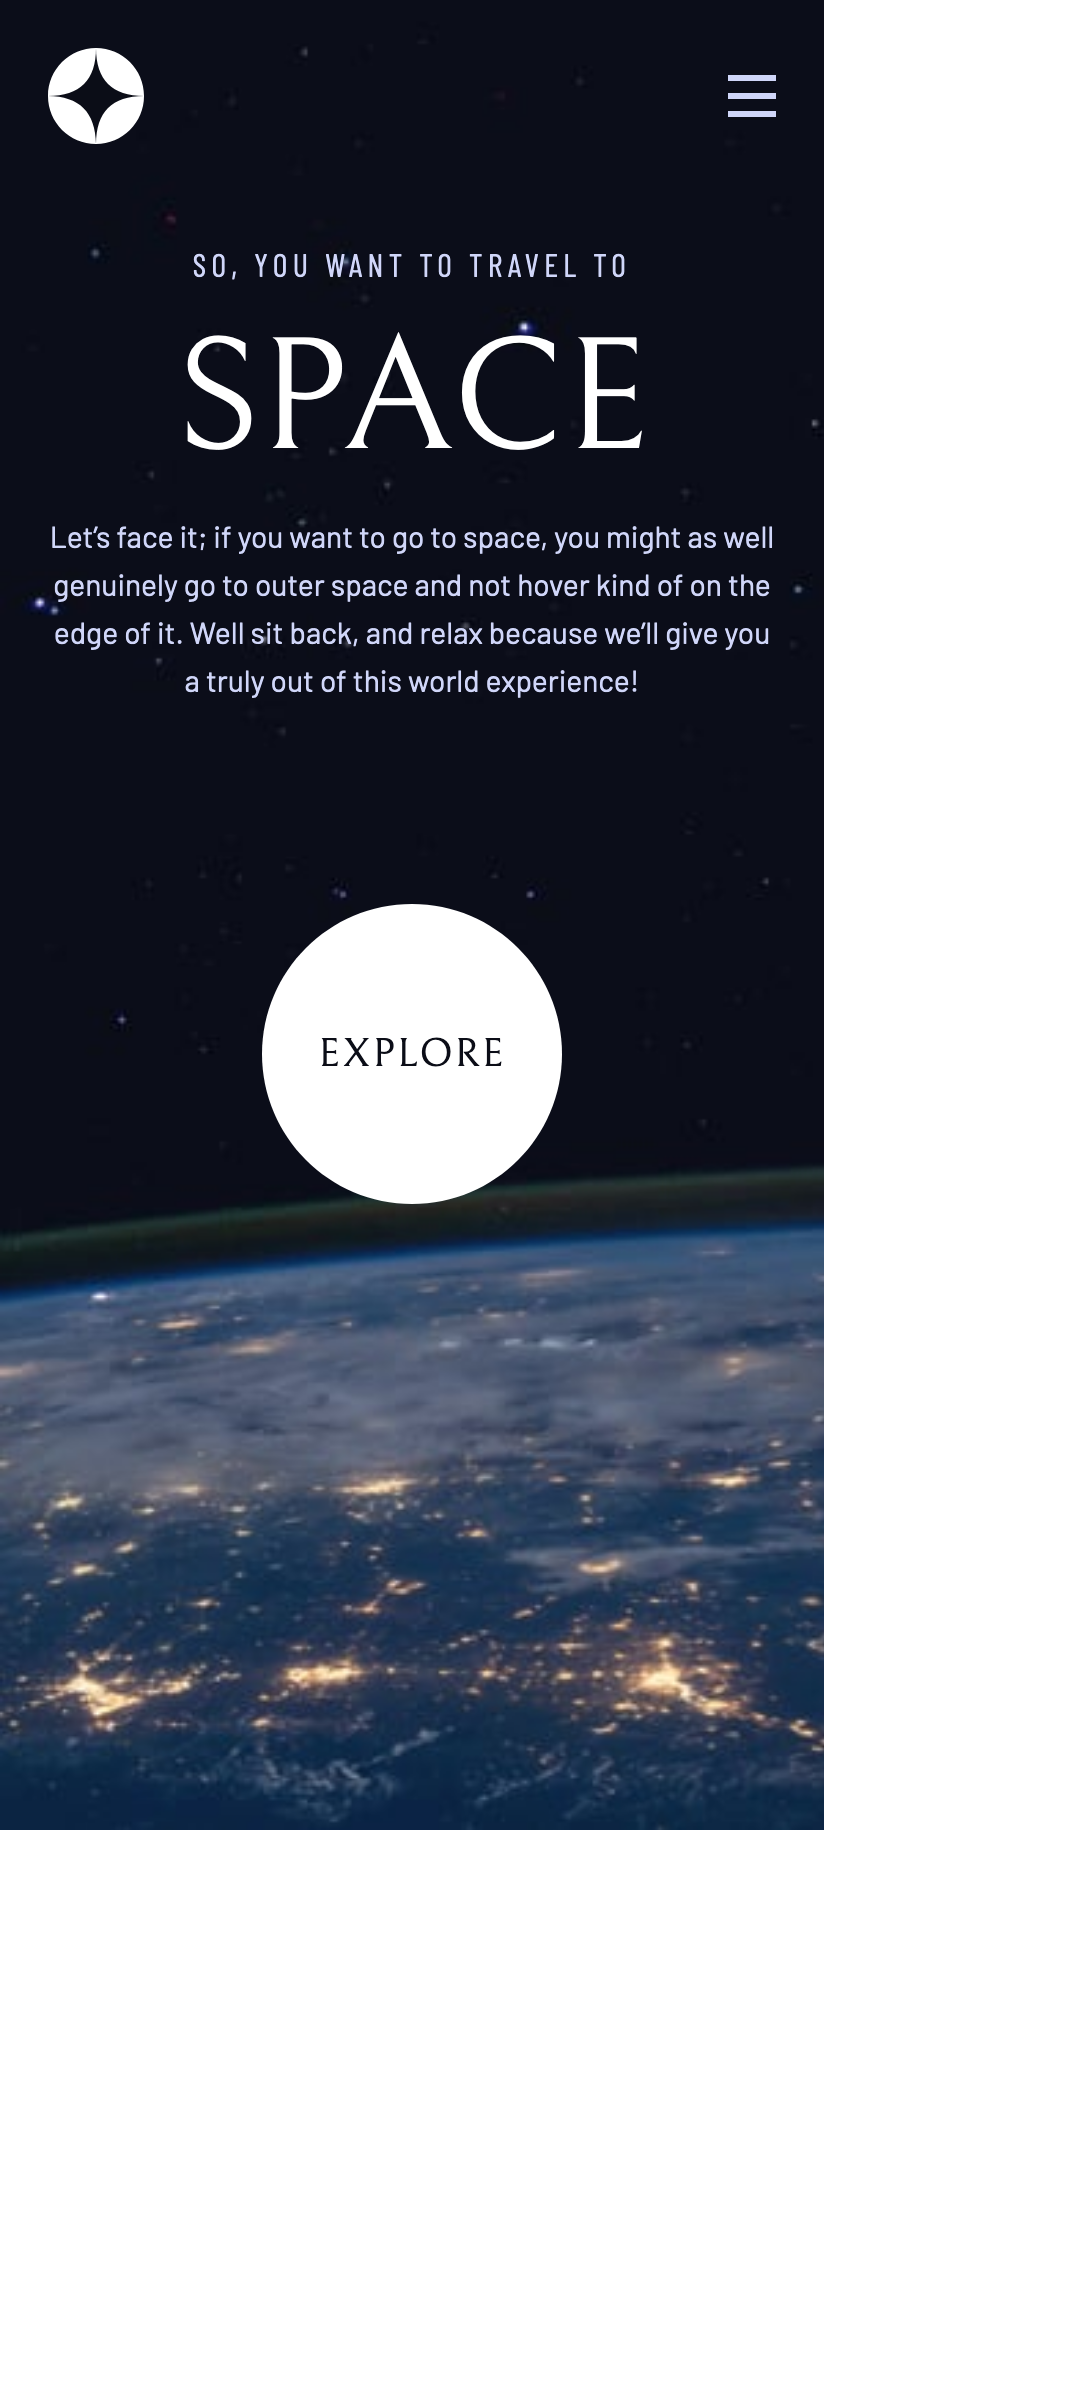 SO, YOU WANT TO TRAVEL TO
SPACE
Let’s face it; if you want to go to space, you might as well
genuinely go to outer space and not hover kind of on the
edge of it. Well sit back, and relax because we’ll give you
a truly out of this world experience!
EXPLORE